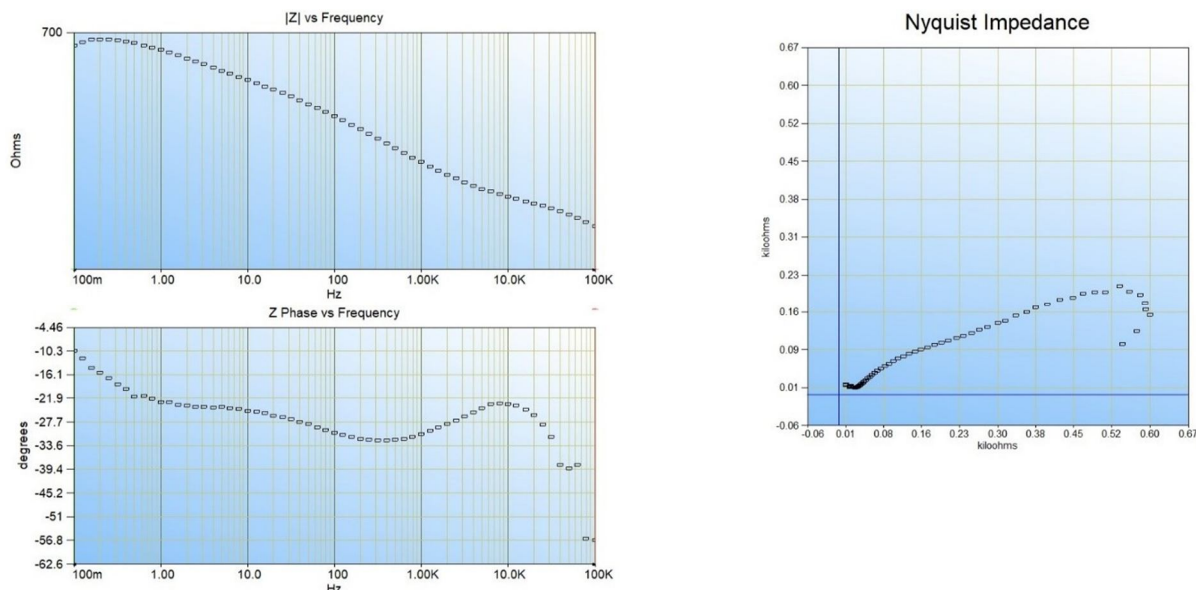 |Z| vs Frequency
700
Ohms
100m 1.00 10.0 100 1.00K 10.0K 100K
Hz
Z Phase vs Frequency
-4.46
-10.3
-16.1
-21.9
-27.7
-33.6
-39.4
-45.2
-51
-56.8
-62.6
degrees
100m 1.00 10.0 100 1.00K 10.0K 100K
Hz
Nyquist Impedance
0.67
0.60
0.52
0.45
0.38
0.31
0.23
0.16
0.09
0.01
-0.06
kiloohms
-0.06 0.01 0.08 0.16 0.23 0.30 0.38 0.45 0.52 0.60 0.67
kiloohms